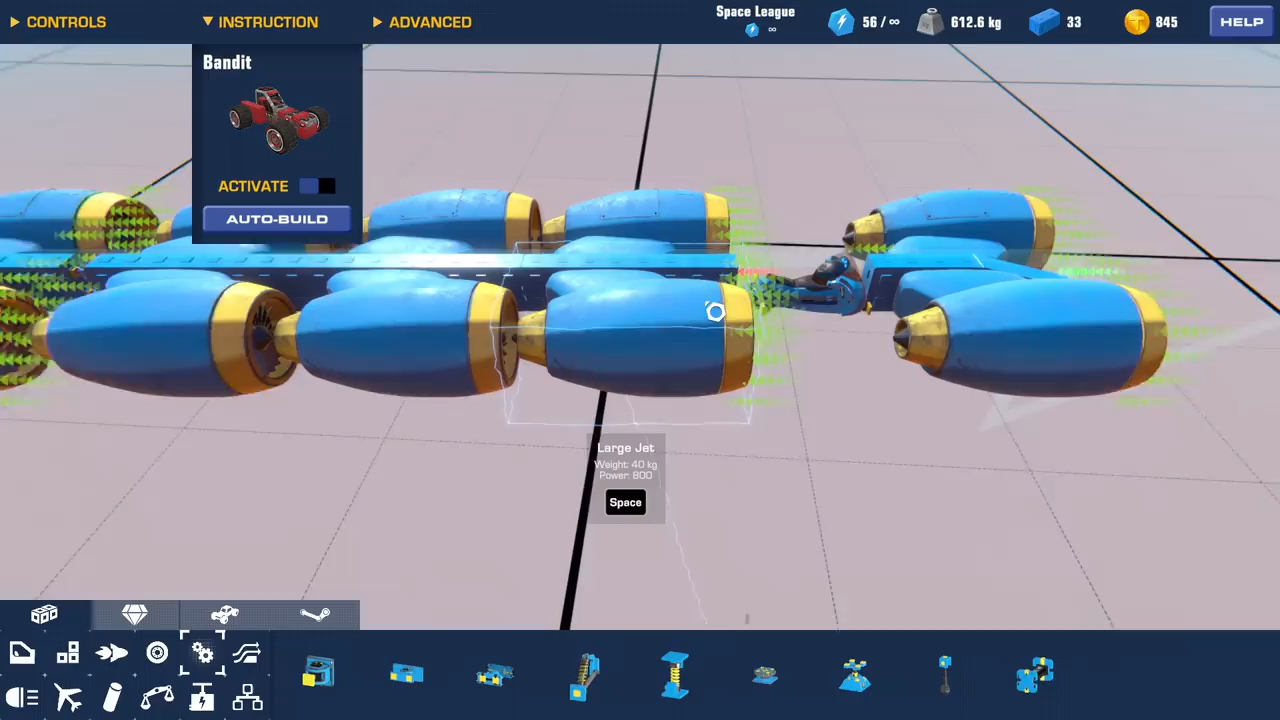 CONTROLS
INSTRUCTION
ADVANCED
Space League
∞
56 / ∞
612.6 kg
33
845
HELP
Bandit
ACTIVATE
AUTO-BUILD
Large Jet
Weight: 40 kg
Power: 800
Space